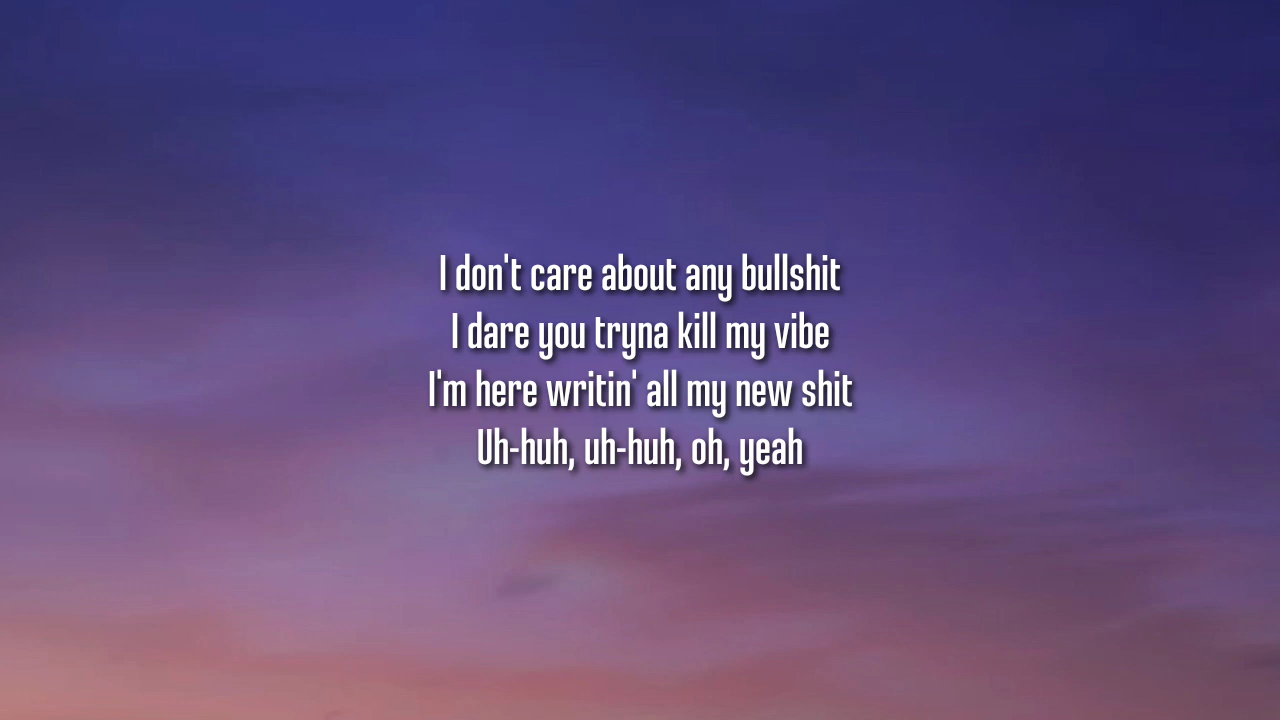 I don't care about any bullshit
I dare you tryna kill my vibe
I'm here writin' all my new shit
Uh-huh, uh-huh, oh, yeah